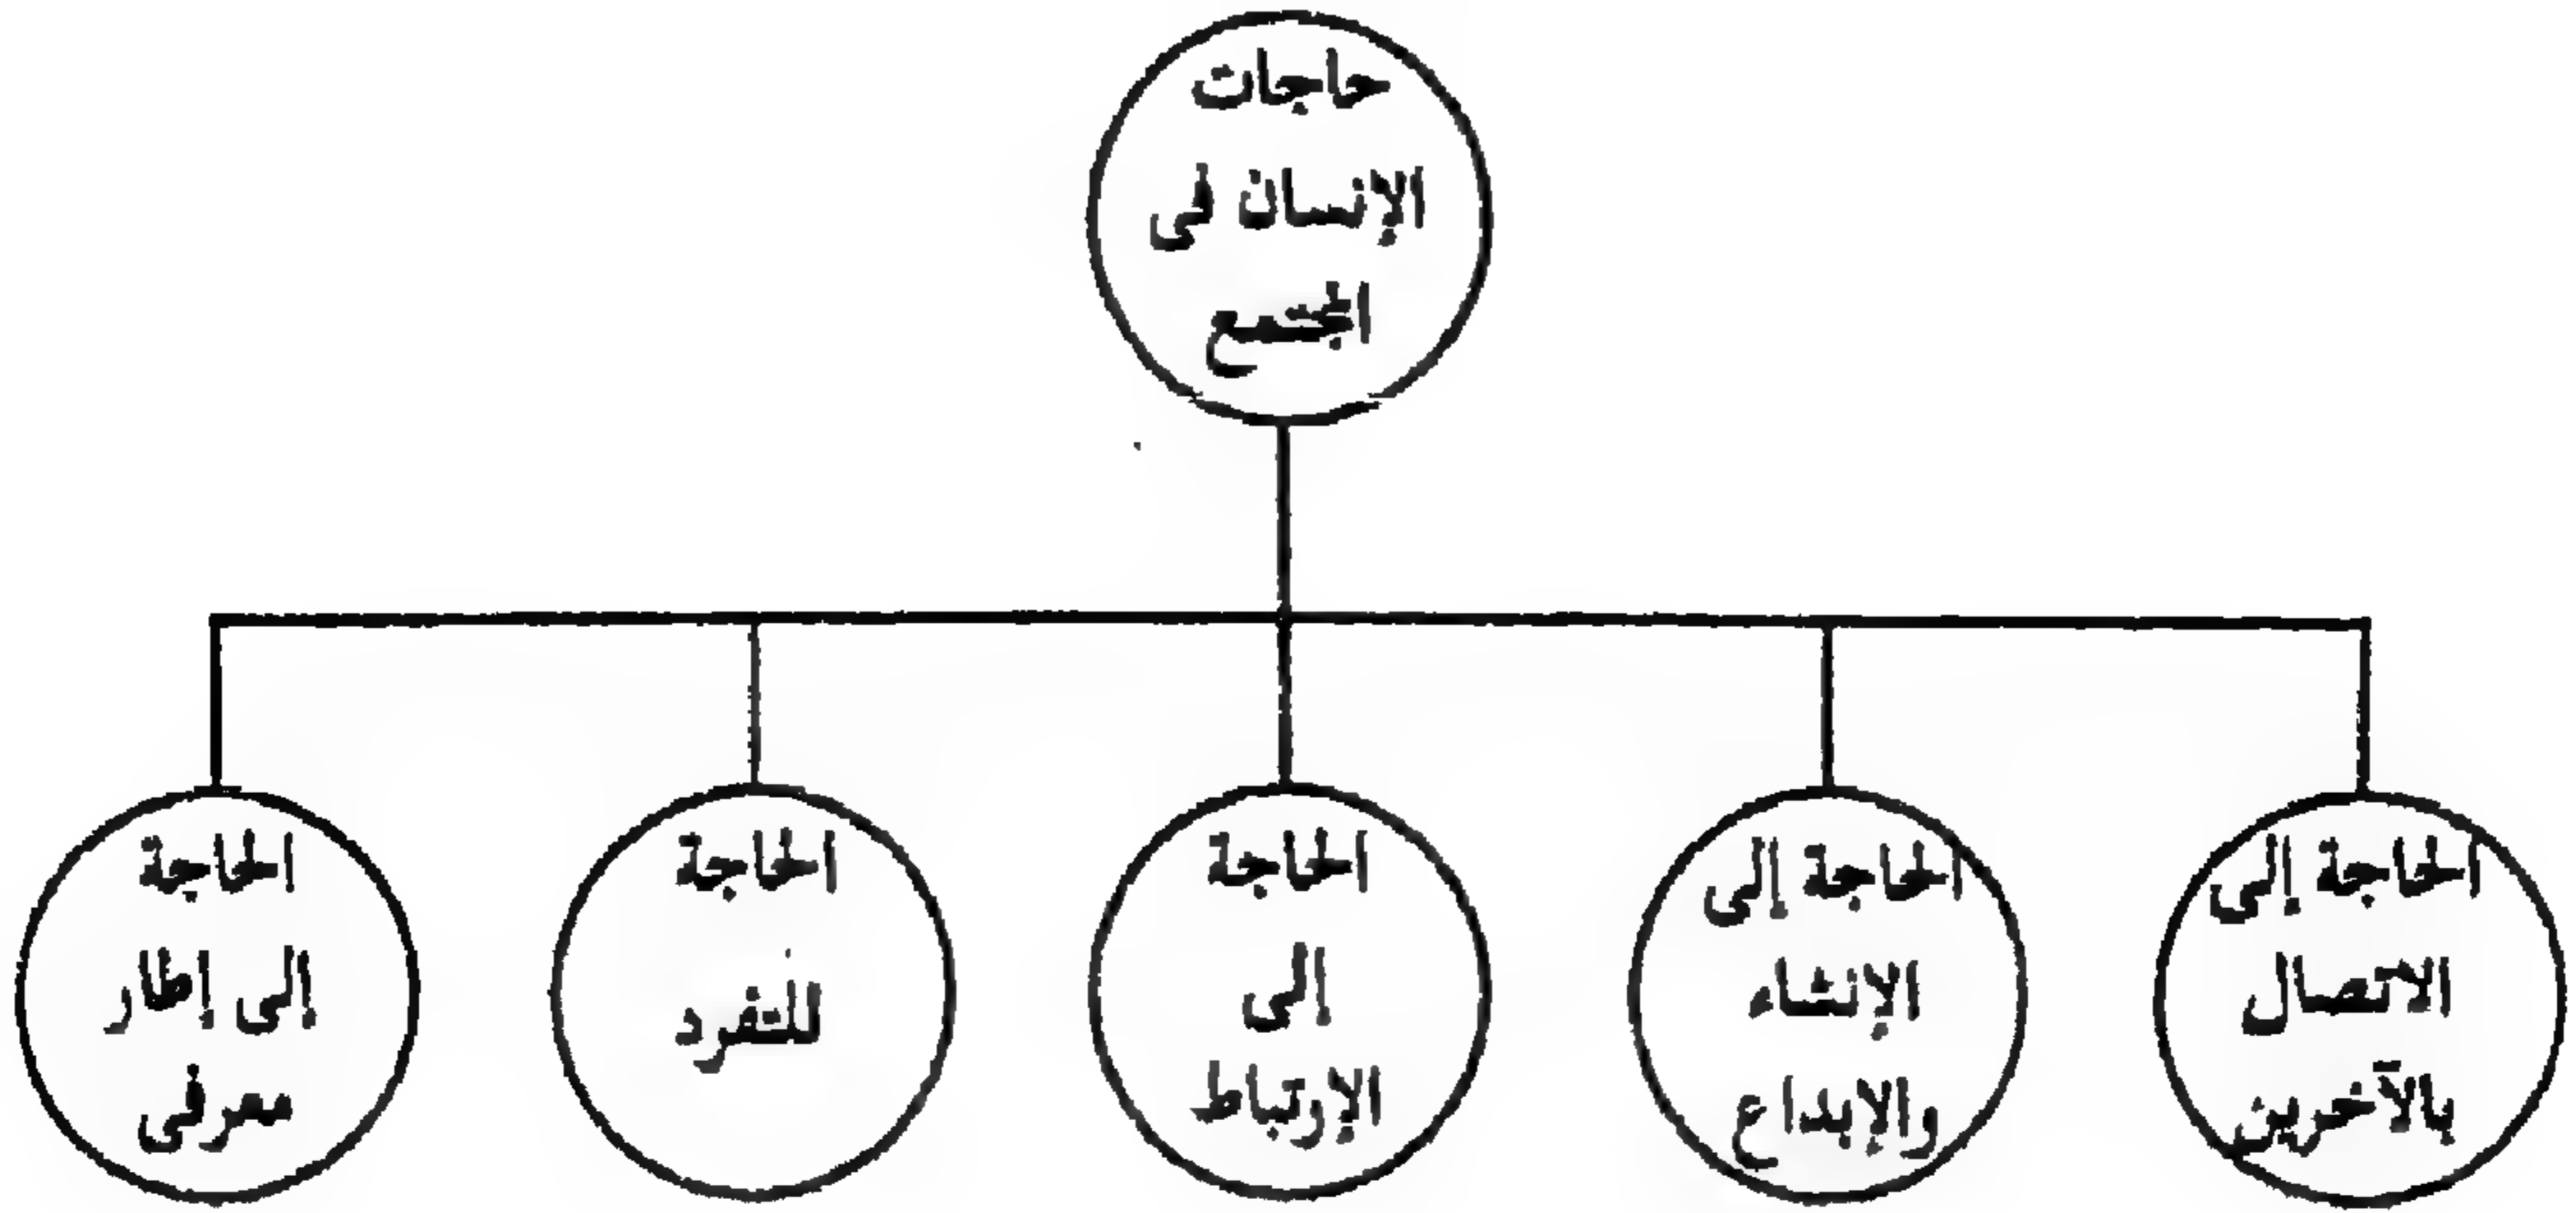 حاجات
الإنسان فى
المجتمع
الحاجة إلى
الاتصال
بالآخرين
الحاجة إلى
الإنشاء
والإبداع
الحاجة
إلى
الإرتباط
الحاجة
للتفرد
الحاجة
إلى إطار
معرفى